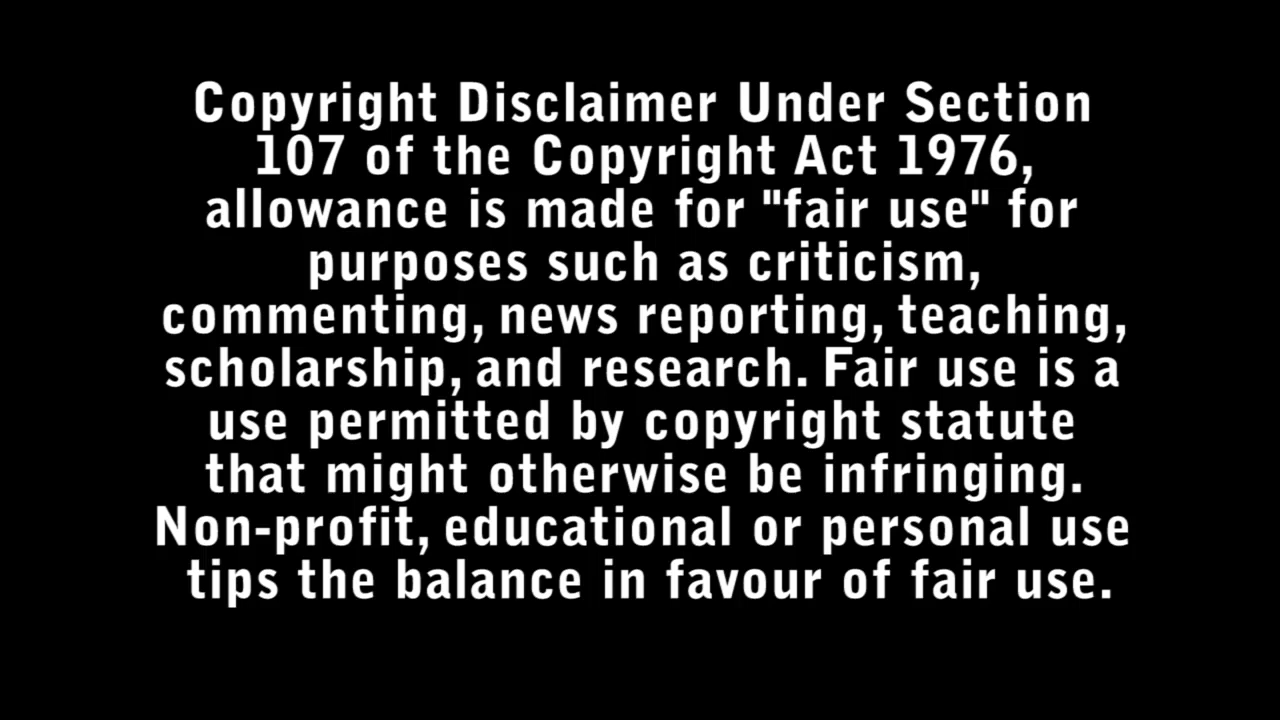 Copyright Disclaimer Under Section
107 of the Copyright Act 1976,
allowance is made for "fair use" for
purposes such as criticism,
commenting, news reporting, teaching,
scholarship, and research. Fair use is a
use permitted by copyright statute
that might otherwise be infringing.
Non-profit, educational or personal use
tips the balance in favour of fair use.